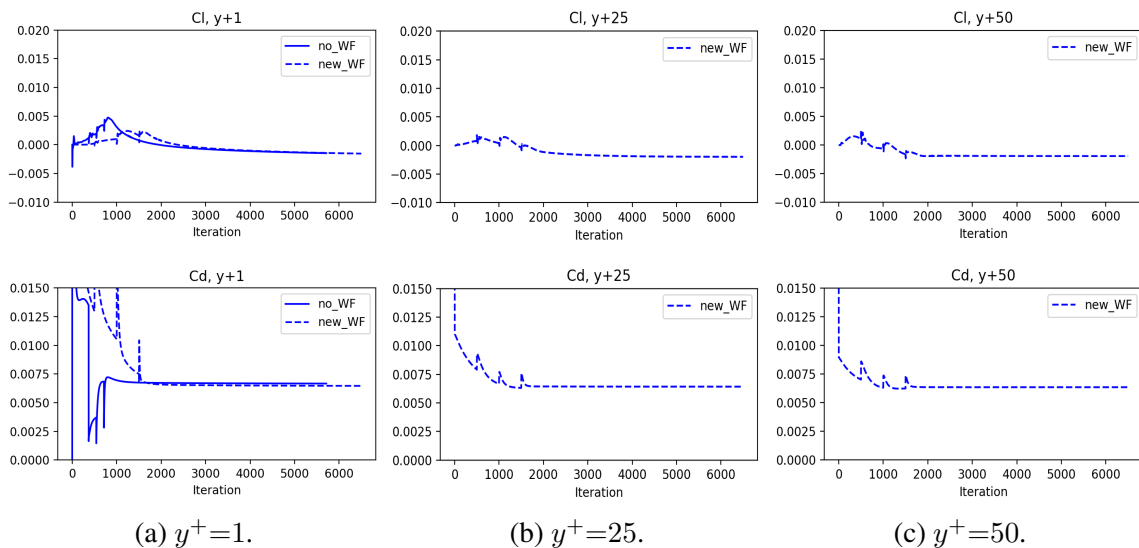 Cl, y+1
0.020
0.015
0.010
0.005
0.000
−0.005
−0.010
no_WF
new_WF
0 1000 2000 3000 4000 5000 6000
Iteration
Cl, y+25
0.020
0.015
0.010
0.005
0.000
−0.005
−0.010
new_WF
0 1000 2000 3000 4000 5000 6000
Iteration
Cl, y+50
0.020
0.015
0.010
0.005
0.000
−0.005
−0.010
new_WF
0 1000 2000 3000 4000 5000 6000
Iteration
Cd, y+1
0.0150
0.0125
0.0100
0.0075
0.0050
0.0025
0.0000
no_WF
new_WF
0 1000 2000 3000 4000 5000 6000
Iteration
Cd, y+25
0.0150
0.0125
0.0100
0.0075
0.0050
0.0025
0.0000
new_WF
0 1000 2000 3000 4000 5000 6000
Iteration
Cd, y+50
0.0150
0.0125
0.0100
0.0075
0.0050
0.0025
0.0000
new_WF
0 1000 2000 3000 4000 5000 6000
Iteration
(a) y⁺=1.
(b) y⁺=25.
(c) y⁺=50.